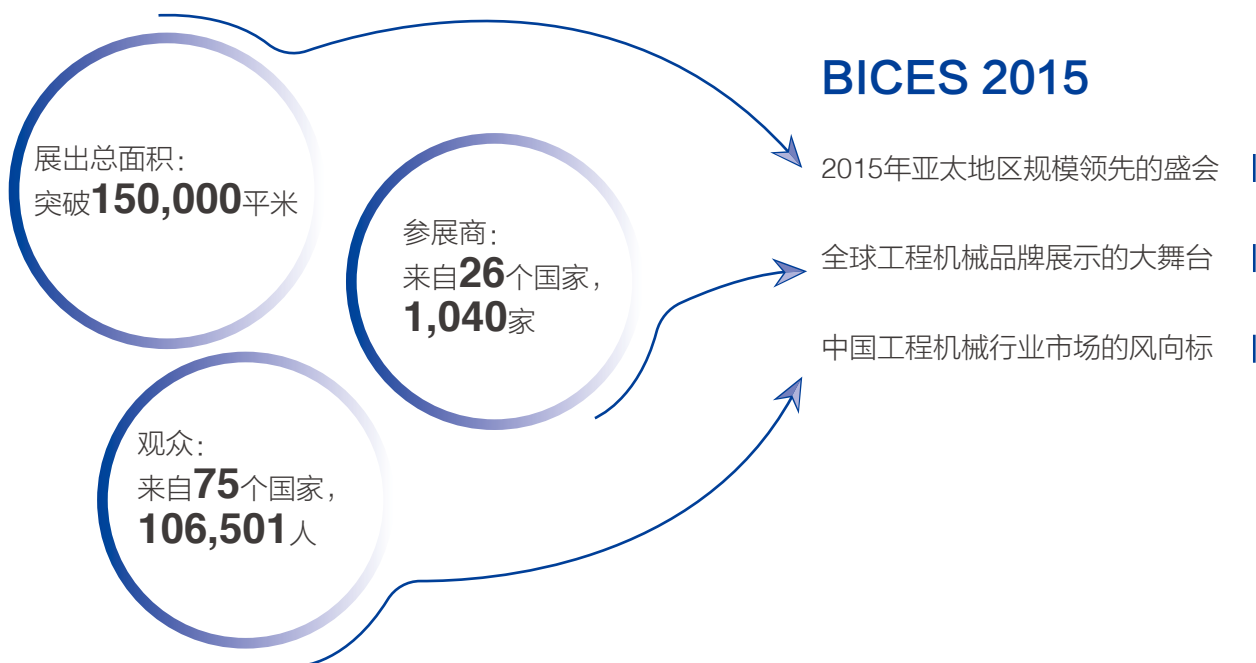 展出总面积：
突破150,000平米
参展商：
来自26个国家，
1,040家
观众：
来自75个国家，
106,501人
BICES 2015
2015年亚太地区规模领先的盛会
全球工程机械品牌展示的大舞台
中国工程机械行业市场的风向标